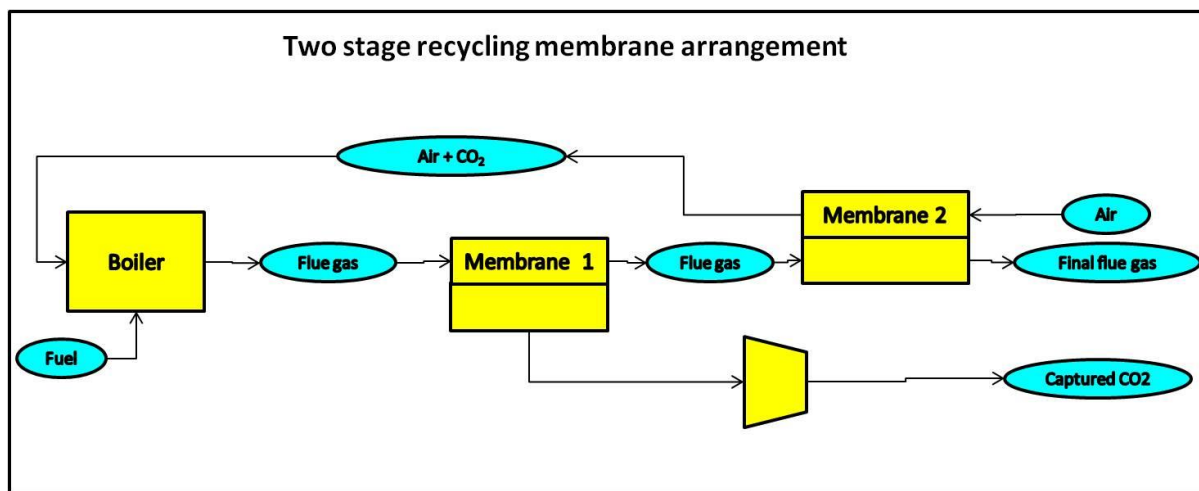 Two stage recycling membrane arrangement
Air + CO₂
Membrane 2
Air
Boiler
Flue gas
Membrane 1
Flue gas
Final flue gas
Fuel
Captured CO2